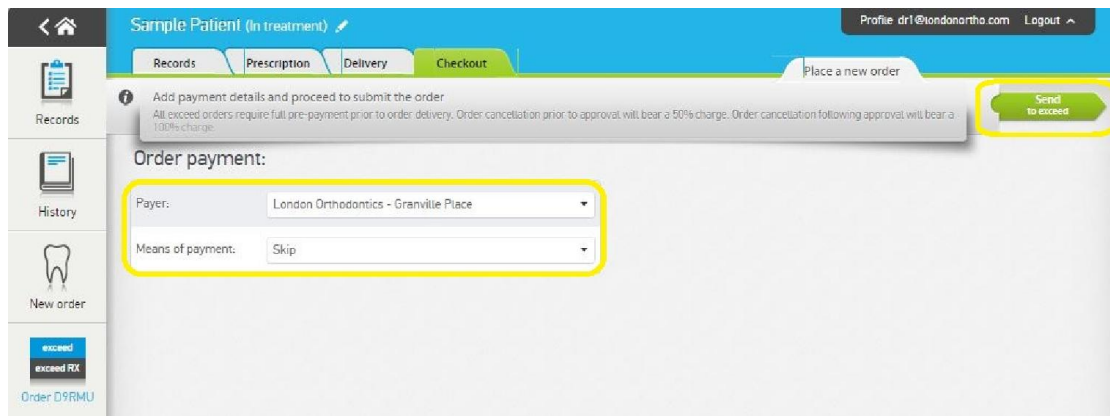 Sample Patient (In treatment)
Profile dr1@londonortho.com Logout
Records Prescription Delivery Checkout
Place a new order
Add payment details and proceed to submit the order
All exceed orders require full pre-payment prior to order delivery. Order cancellation prior to approval will bear a 50% charge. Order cancellation following approval will bear a
100% charge.
Send
to exceed
Records
History
New order
exceed
exceed RX
Order D9RMU
Order payment:
Payer: London Orthodontics - Granville Place
Means of payment: Skip